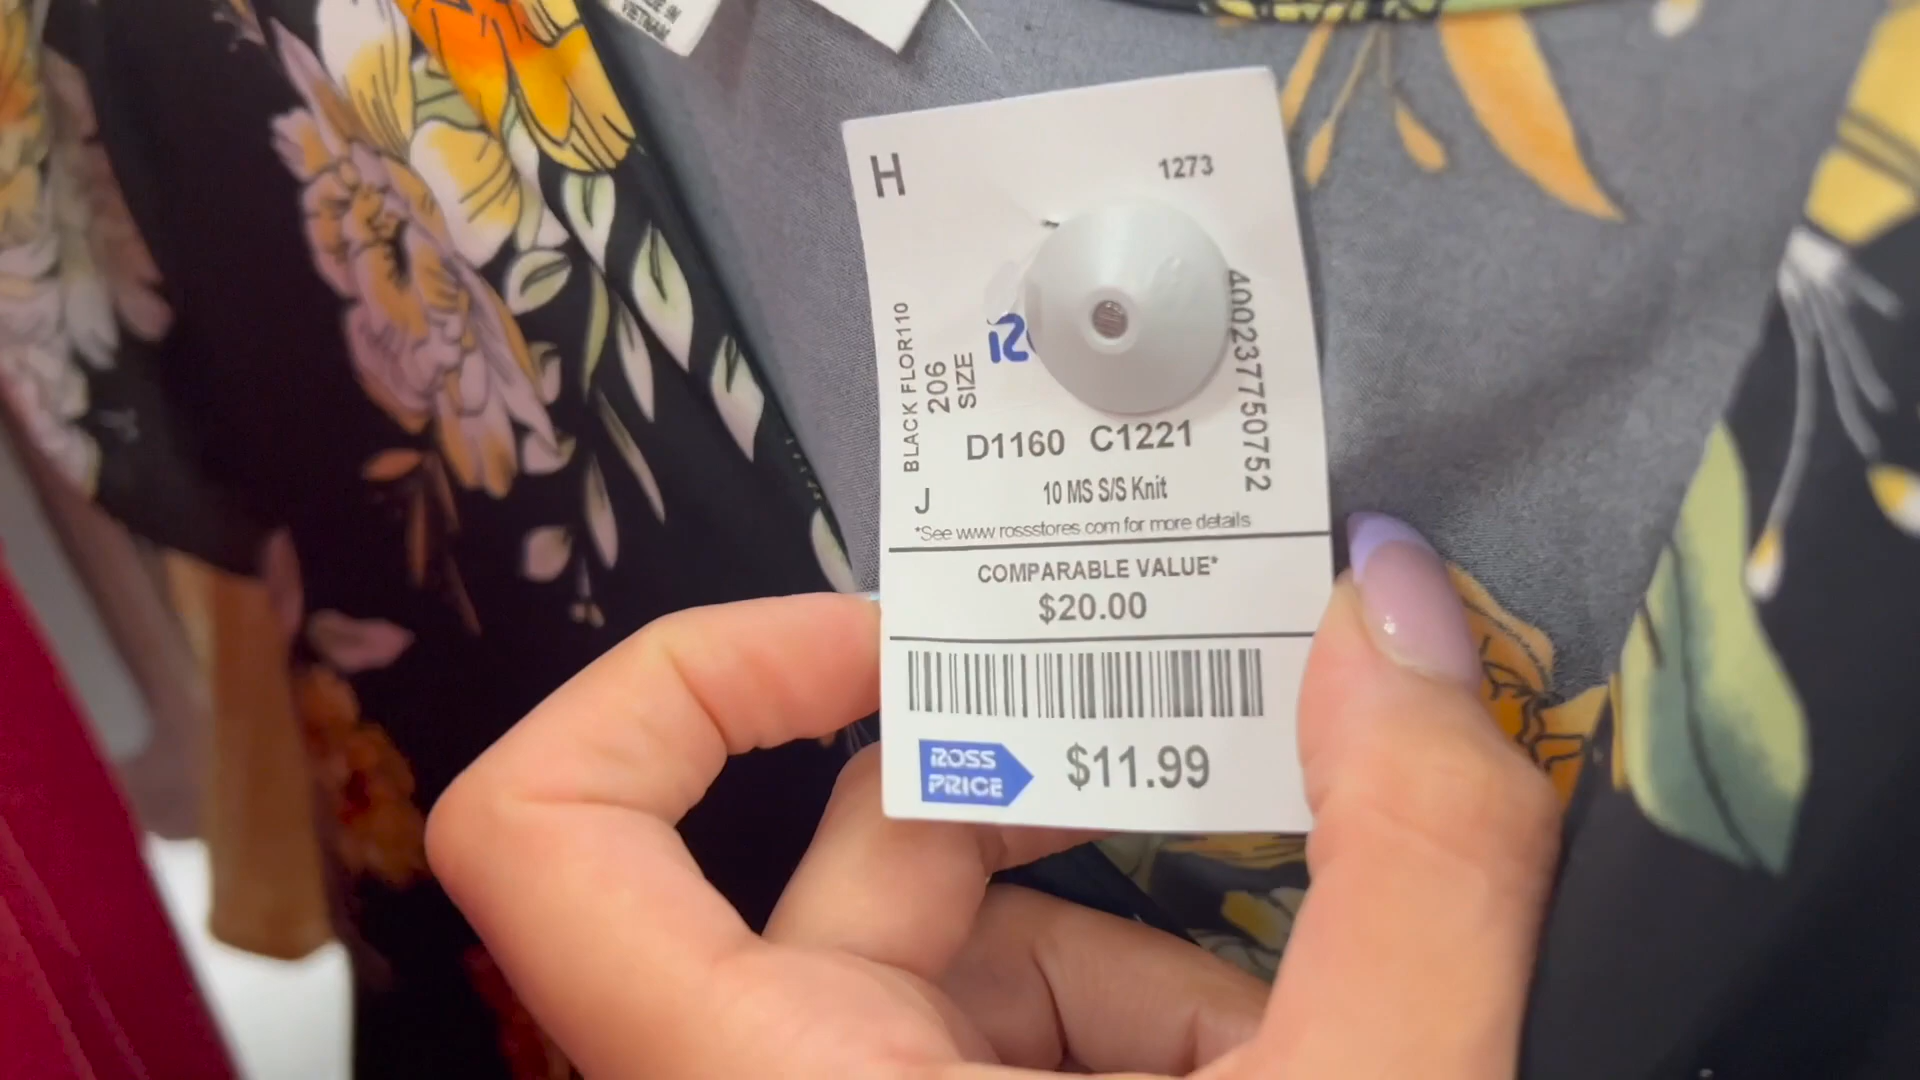 VIETNAM
H
1273
BLACK FLOR110
206
SIZE
400237750752
D1160 C1221
J
10 MS S/S Knit
*See www.rossstores.com for more details
COMPARABLE VALUE*
$20.00
ROSS
PRICE
$11.99